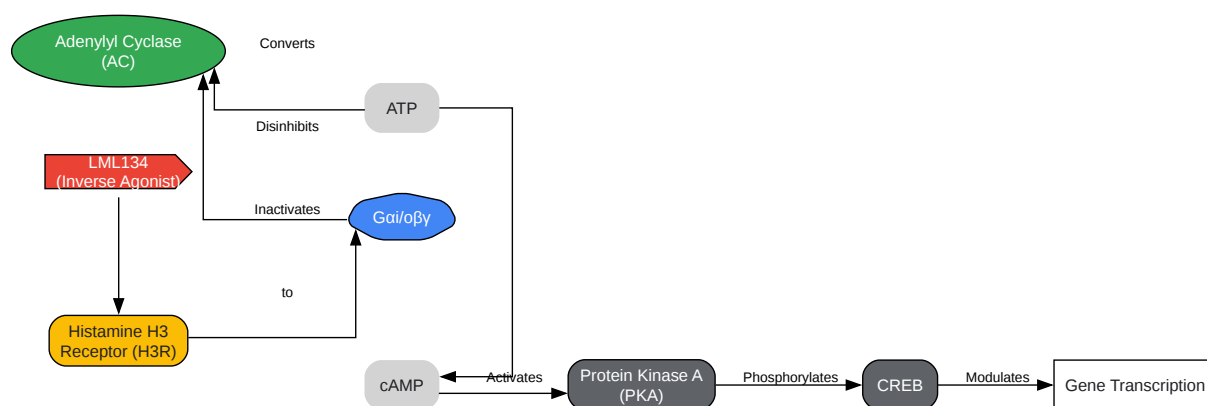 Adenylyl Cyclase
(AC)
Converts
ATP
Disinhibits
LML134
(Inverse Agonist)
Inactivates
Gαi/oβγ
to
Histamine H3
Receptor (H3R)
cAMP
Activates
Protein Kinase A
(PKA)
Phosphorylates
CREB
Modulates
Gene Transcription